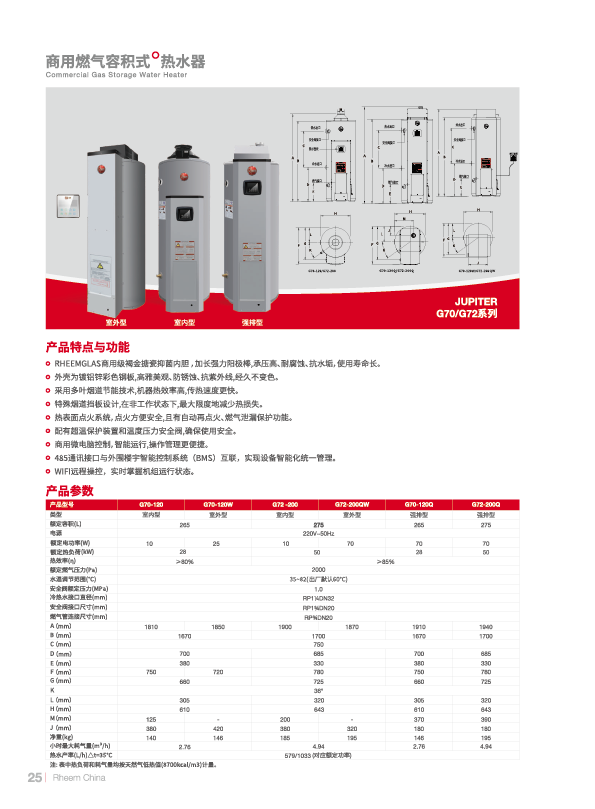 商用燃气容积式 热水器
Commercial Gas Storage Water Heater
室外型 室内型 强排型
JUPITER
G70/G72系列
产品特点与功能
RHEEMGLAS商用级褐金搪瓷抑菌内胆，加长强力阳极棒,承压高、耐腐蚀、抗水垢，使用寿命长。
外壳为镀铝锌彩色钢板,高雅美观、防锈蚀、抗紫外线,经久不变色。
采用多叶烟道节能技术,机器热效率高,传热速度更快。
特殊烟道挡板设计,在非工作状态下,最大限度地减少热损失。
热表面点火系统,点火方便安全,且有自动再点火、燃气泄漏保护功能。
配有超温保护装置和温度压力安全阀,确保使用安全。
商用微电脑控制，智能运行,操作管理更便捷。
485通讯接口与外围楼宇智能控制系统（BMS）互联，实现设备智能化统一管理。
WIFI远程操控，实时掌握机组运行状态。
产品参数
产品型号 G70-120 G70-120W G72 -200 G72-200QW G70-120Q G72-200Q
类型 室内型 室外型 室内型 室外型 强排型 强排型
额定容积(L) 265 275 265 275
电源 220V~50Hz
额定电功率(W) 10 25 10 70 70 70
额定热负荷(kW) 28 50 28 50
热效率(η) ≥80% ≥85%
额定燃气压力(Pa) 2000
水温调节范围(°C) 35~82(出厂默认60°C)
安全阀额定压力(MPa) 1.0
冷热水接口直径(mm) RP1¼DN32
安全阀接口尺寸(mm) RP¾DN20
燃气管连接尺寸(mm) RP¾DN20
A (mm) 1810 1850 1900 1870 1910 1940
B (mm) 1670 1700 1670 1700
C (mm) 750
D (mm) 700 685 700 685
E (mm) 380 330 380 330
F (mm) 750 720 780 750 780
G (mm) 660 725 660 725
K 36°
L (mm) 305 320 305 320
H (mm) 610 643 610 643
M (mm) 125 - 200 - 370 390
J (mm) 380 420 380 320 180 180
净重(kg) 140 146 185 195 146 195
小时最大耗气量(m³/h) 2.76 4.94 2.76 4.94
热水产率(L/h)△t=35°C 579/1033 (对应额定功率)
注: 表中热负荷和耗气量均按天然气低热值(8700kcal/m3)计量。
25 Rheem China